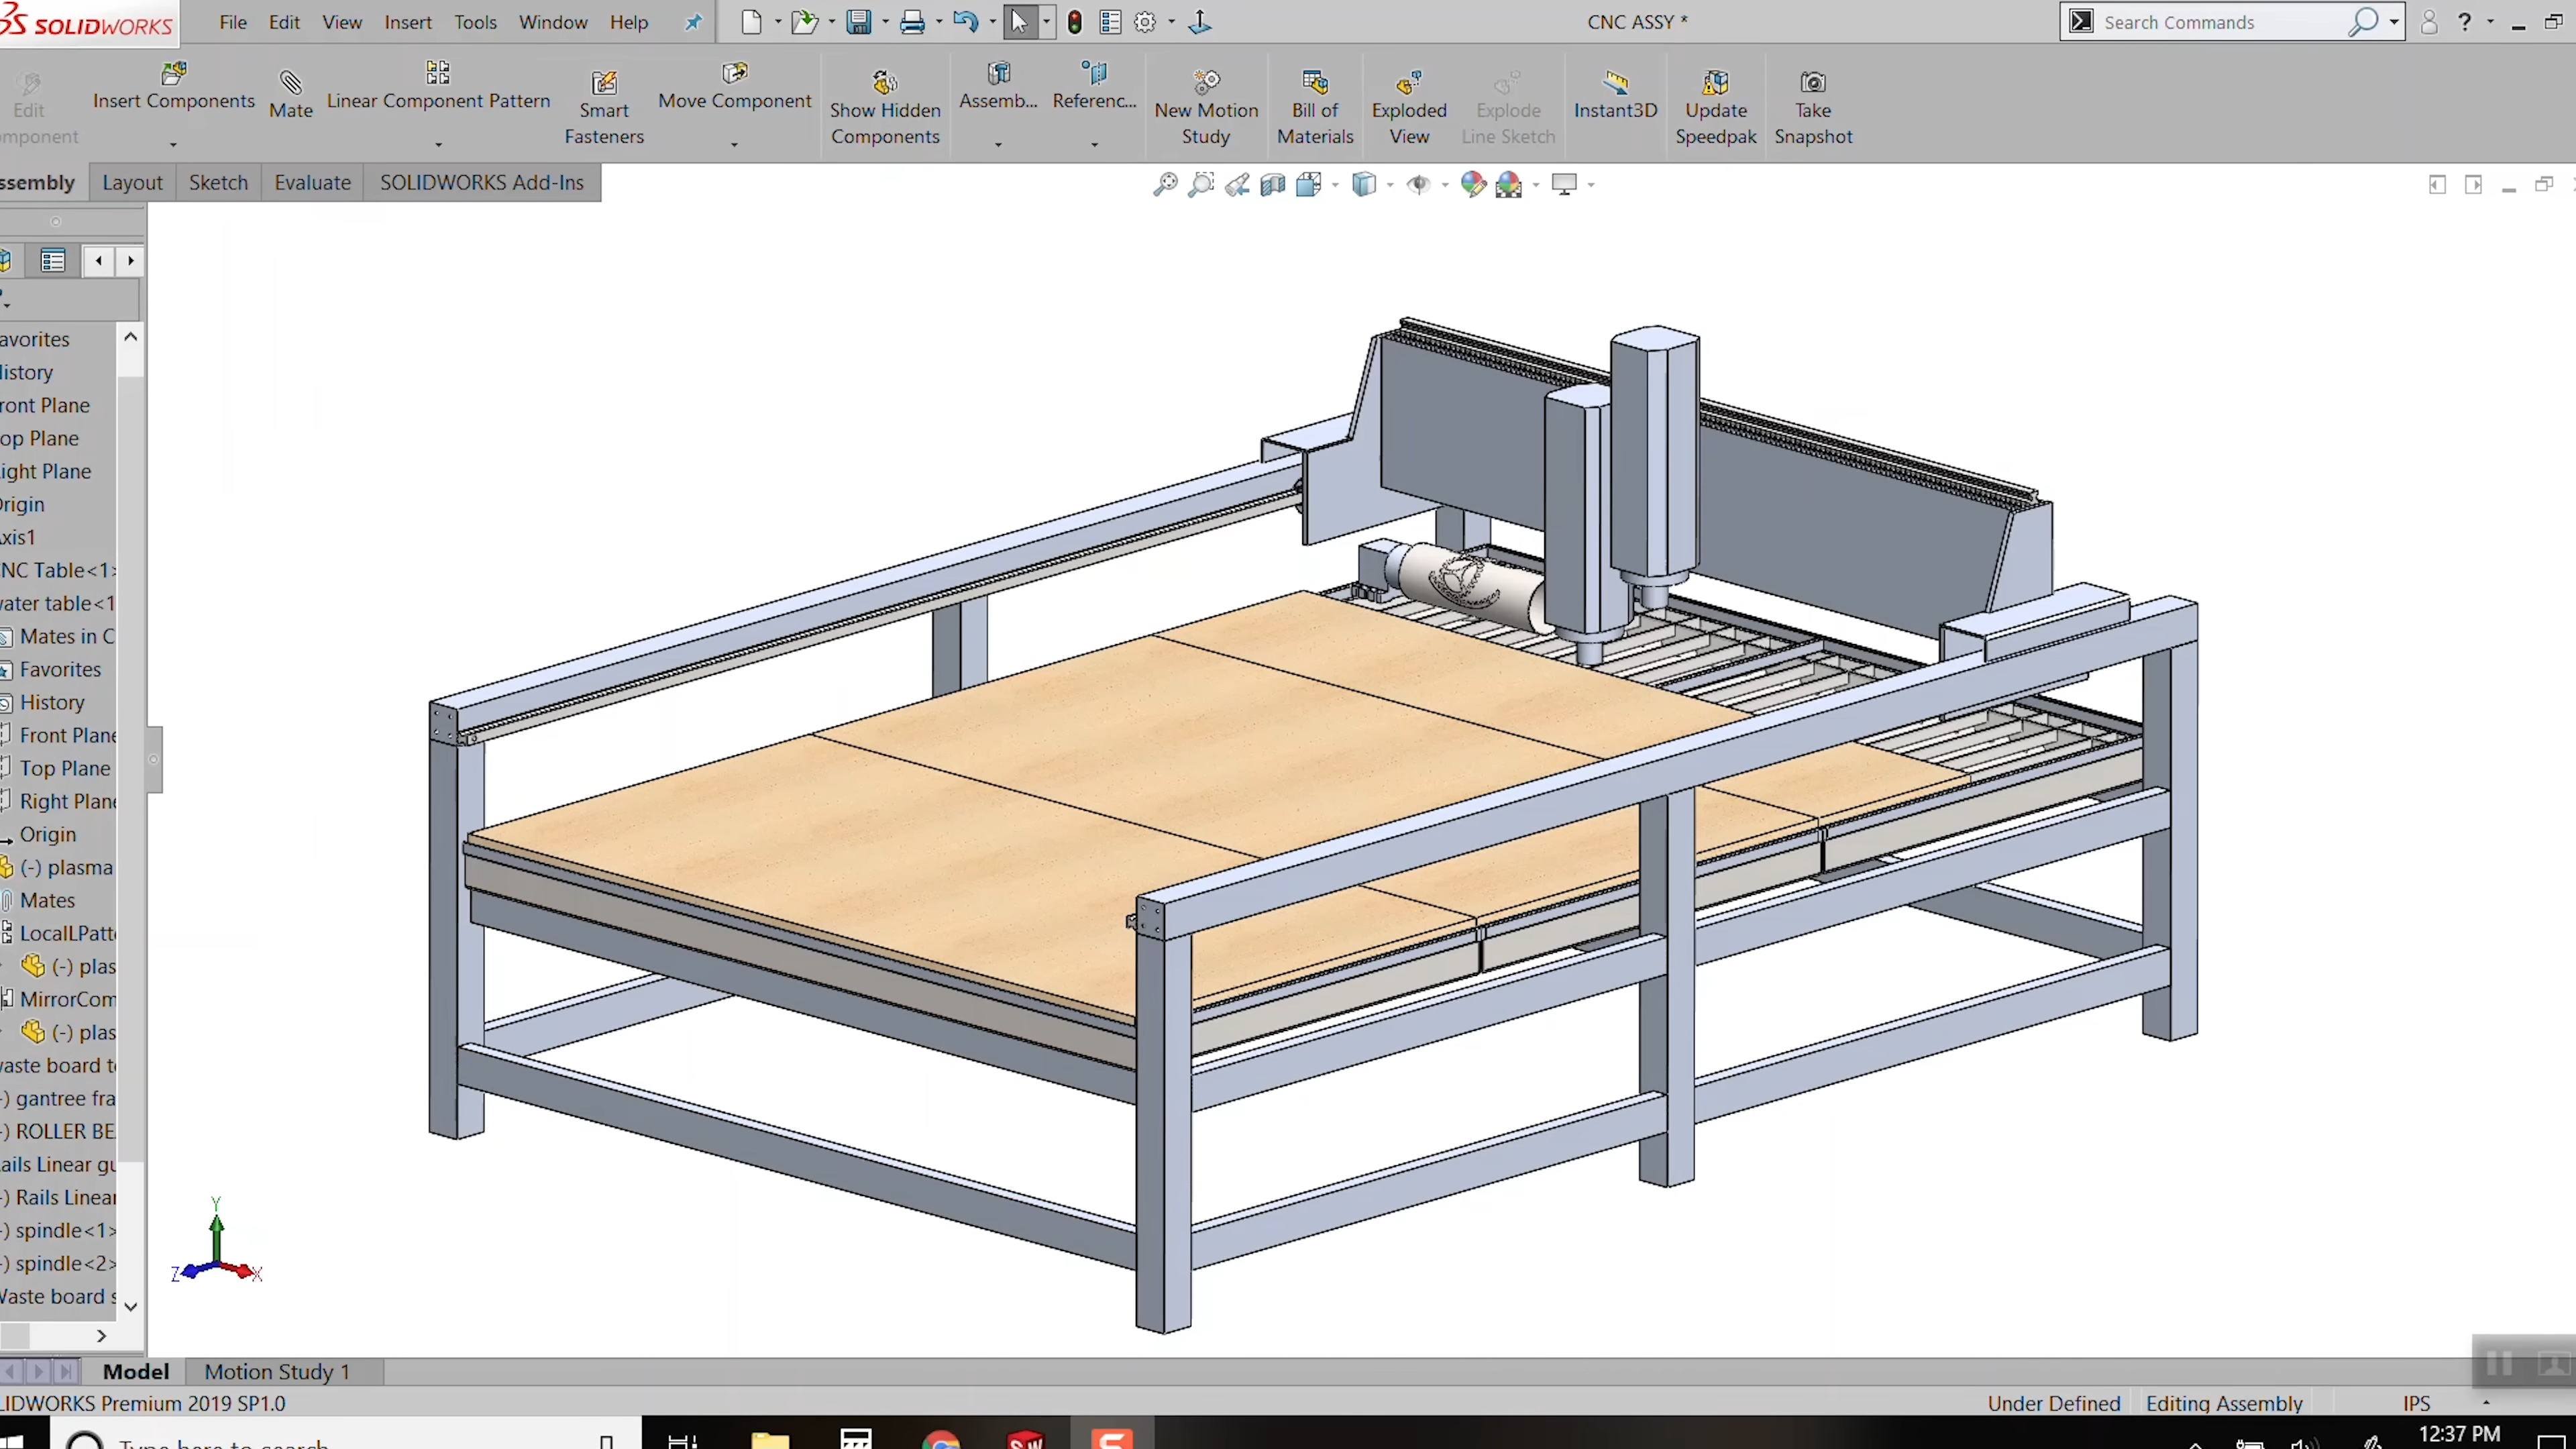 SOLIDWORKS File Edit View Insert Tools Window Help CNC ASSY * Search Commands ?
Edit Insert Components Mate Linear Component Pattern Smart Move Component Show Hidden Assemb... Referenc... New Motion Bill of Exploded Explode Instant3D Update Take
mponent Fasteners Components Study Materials View Line Sketch Speedpak Snapshot
ssembly Layout Sketch Evaluate SOLIDWORKS Add-Ins
avorites
istory
ront Plane
op Plane
ight Plane
rigin
xis1
NC Table<1>
ater table<1
Mates in C
Favorites
History
Front Plane
Top Plane
Right Plane
Origin
(-) plasma
Mates
LocalLPatt
(-) plas
MirrorCom
(-) plas
aste board t
-) gantree fra
-) ROLLER BE
ails Linear gu
-) Rails Linear
-) spindle<1>
-) spindle<2>
aste board s
Y
Z X
Model Motion Study 1
LIDWORKS Premium 2019 SP1.0 Under Defined Editing Assembly IPS
Type here to search 12:37 PM